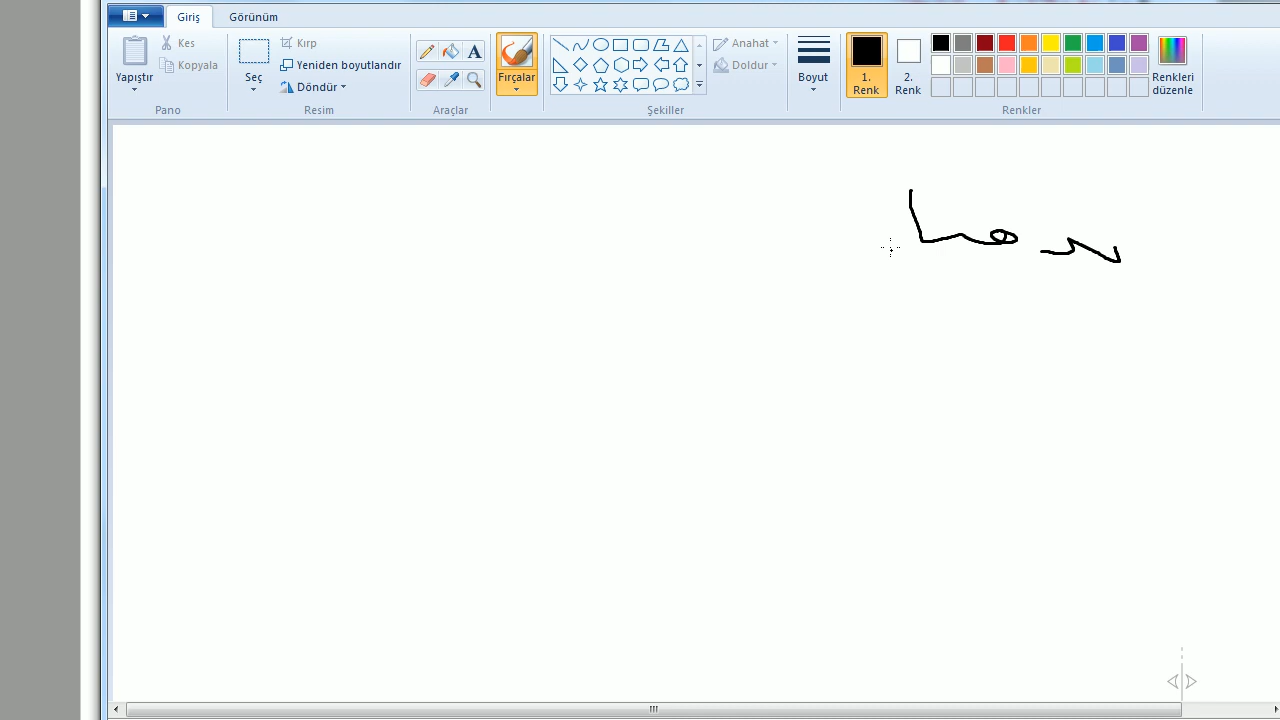 Giriş Görünüm
Yapıştır
Kes
Kopyala
Pano
Seç
Kırp
Yeniden boyutlandır
Döndür
Resim
A
Araçlar
Fırçalar
Anahat
Doldur
Şekiller
Boyut
1.
Renk
2.
Renk
Renkleri
düzenle
Renkler